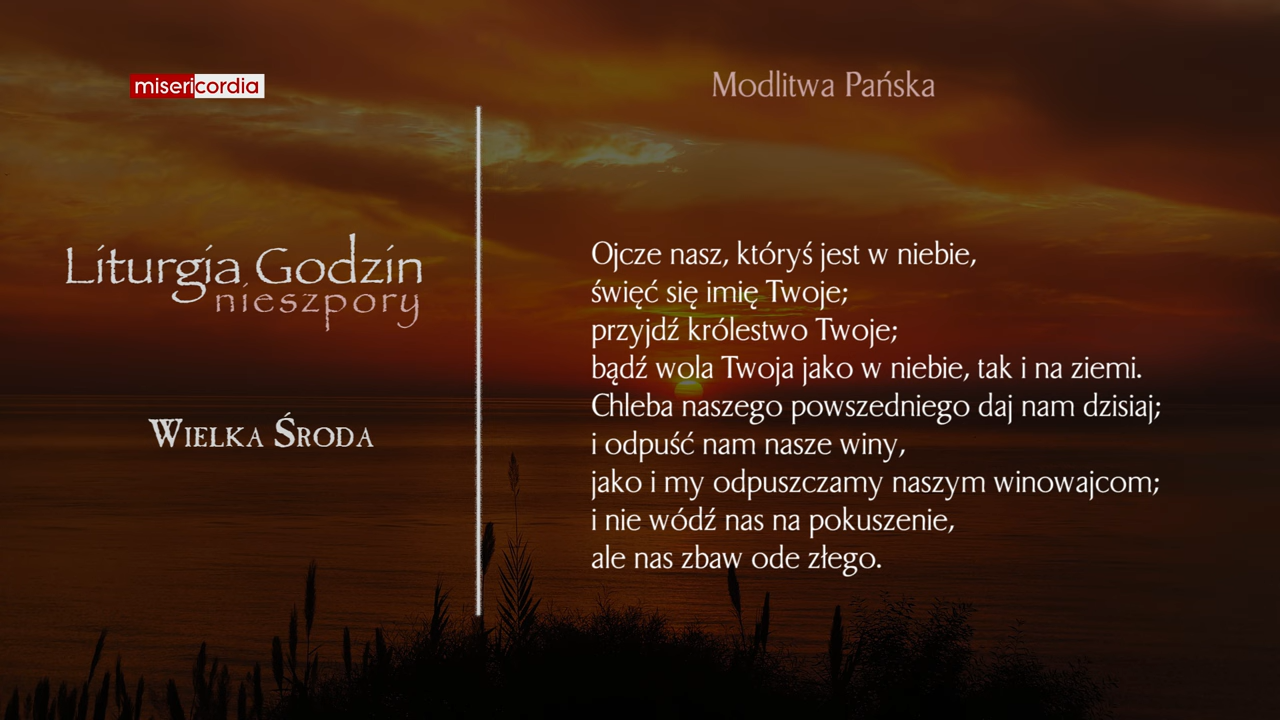 misericordia
Modlitwa Pańska
Liturgia Godzin
nieszpory
Wielka Środa
Ojcze nasz, któryś jest w niebie,
święć się imię Twoje;
przyjdź królestwo Twoje;
bądź wola Twoja jako w niebie, tak i na ziemi.
Chleba naszego powszedniego daj nam dzisiaj;
i odpuść nam nasze winy,
jako i my odpuszczamy naszym winowajcom;
i nie wódź nas na pokuszenie,
ale nas zbaw ode złego.